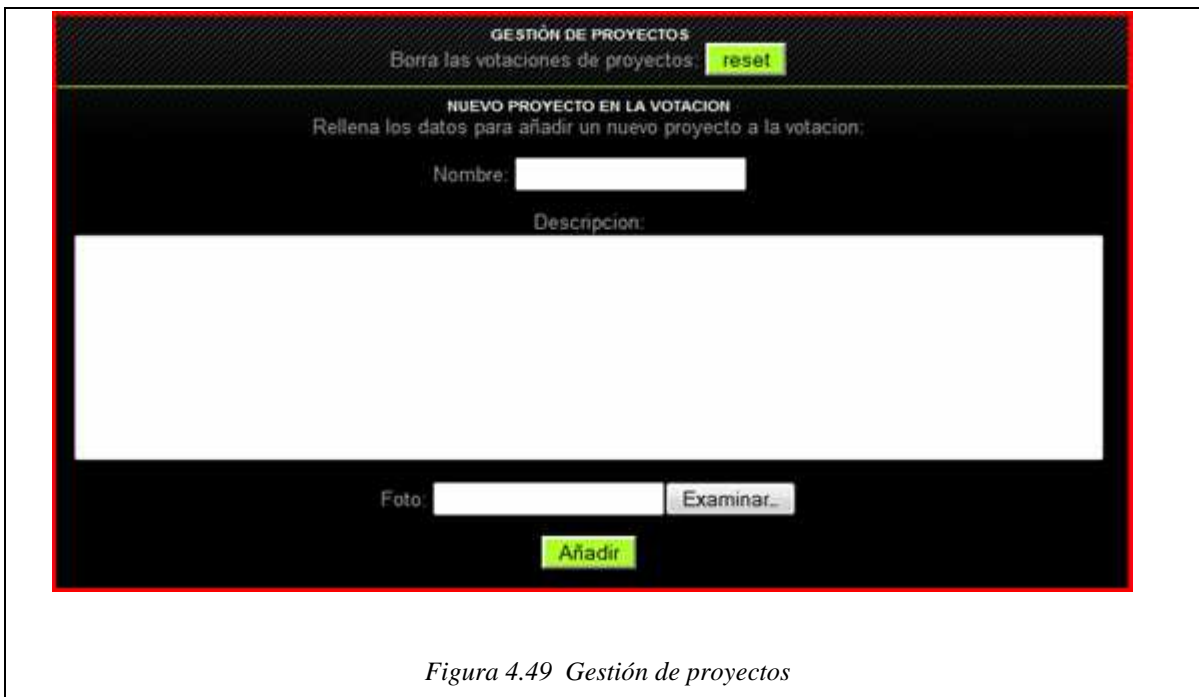 GESTIÓN DE PROYECTOS
Borra las votaciones de proyectos: reset
NUEVO PROYECTO EN LA VOTACION
Rellena los datos para añadir un nuevo proyecto a la votacion:
Nombre:
Descripcion:
Foto: Examinar..
Añadir
Figura 4.49 Gestión de proyectos